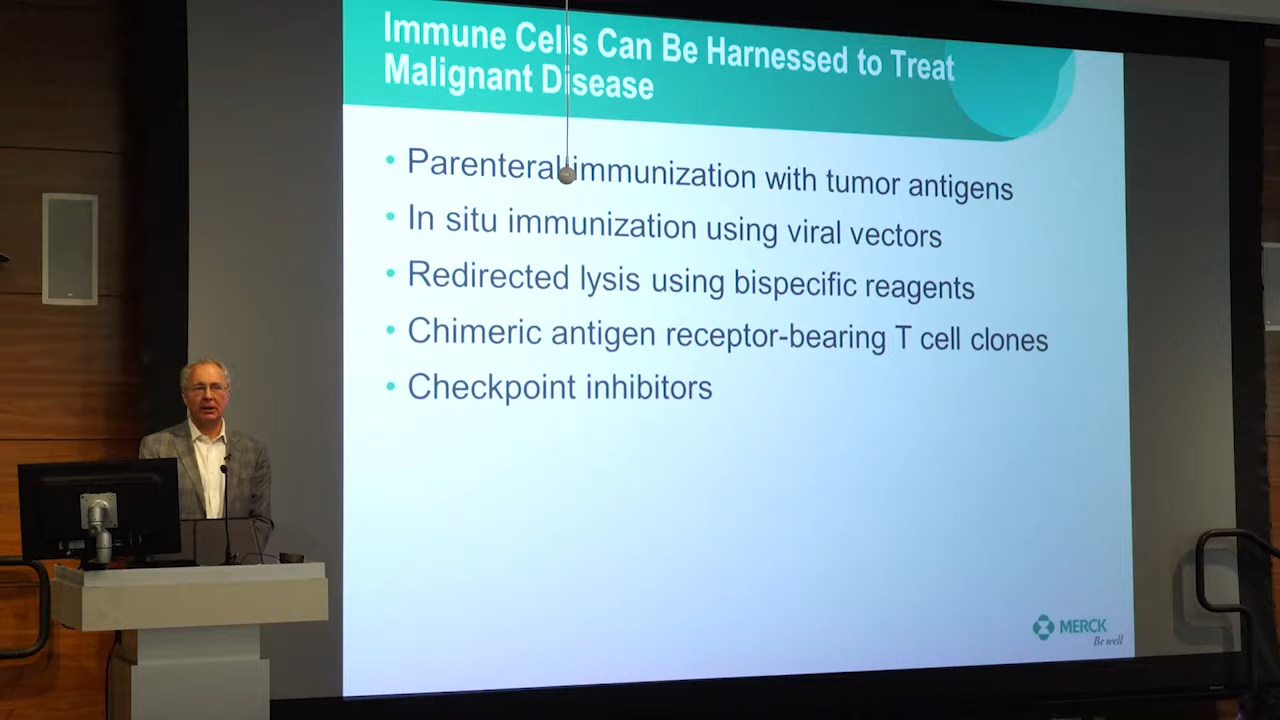 Immune Cells Can Be Harnessed to Treat
Malignant Disease
• Parenteral immunization with tumor antigens
• In situ immunization using viral vectors
• Redirected lysis using bispecific reagents
• Chimeric antigen receptor-bearing T cell clones
• Checkpoint inhibitors
MERCK
Be well